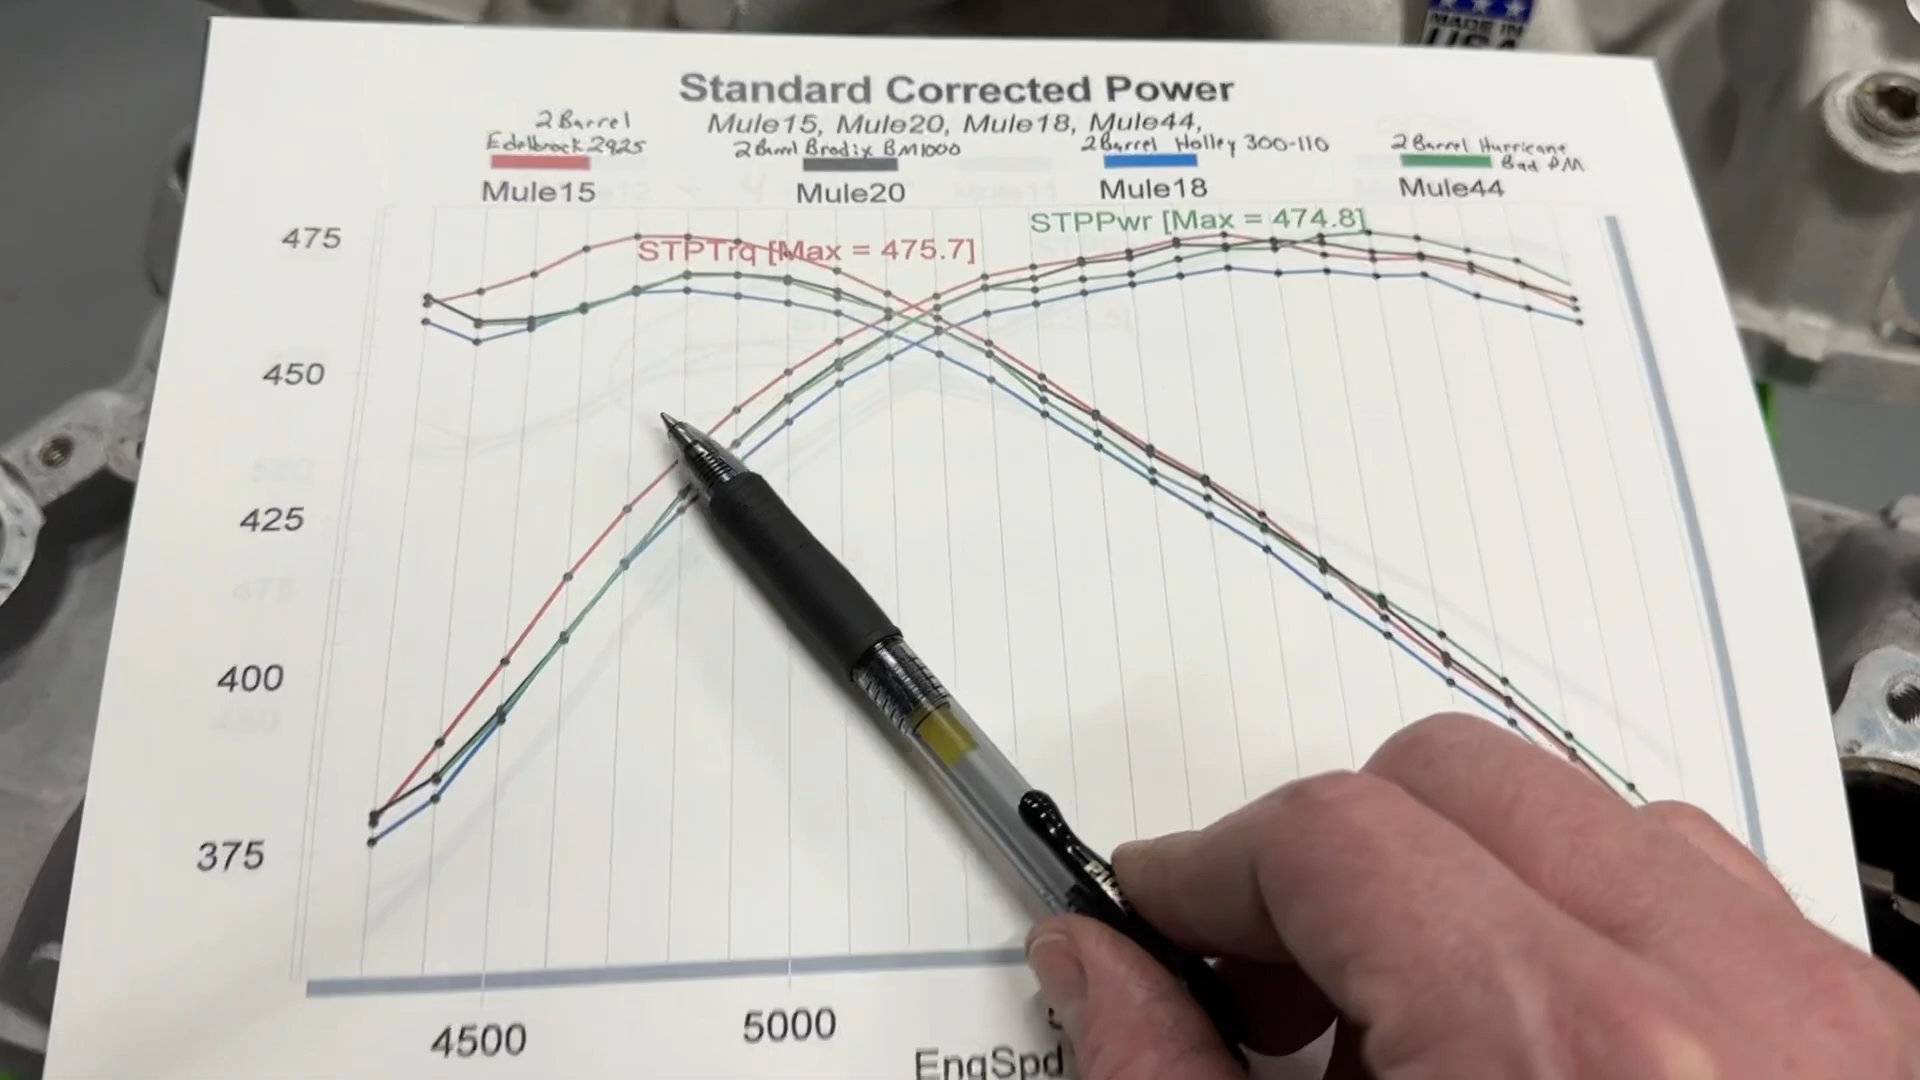 MADE IN
USA
Standard Corrected Power
Mule15, Mule20, Mule18, Mule44,
2 Barrel
Edelbrock 2925
2 Barrel Brodix BM1000
2 Barrel Holley 300-110
2 Barrel Hurricane
Bad PM
Mule15
Mule20
Mule18
Mule44
STPPwr [Max = 474.8]
STPTrq [Max = 475.7]
475
450
425
400
375
4500
5000
EngSpd